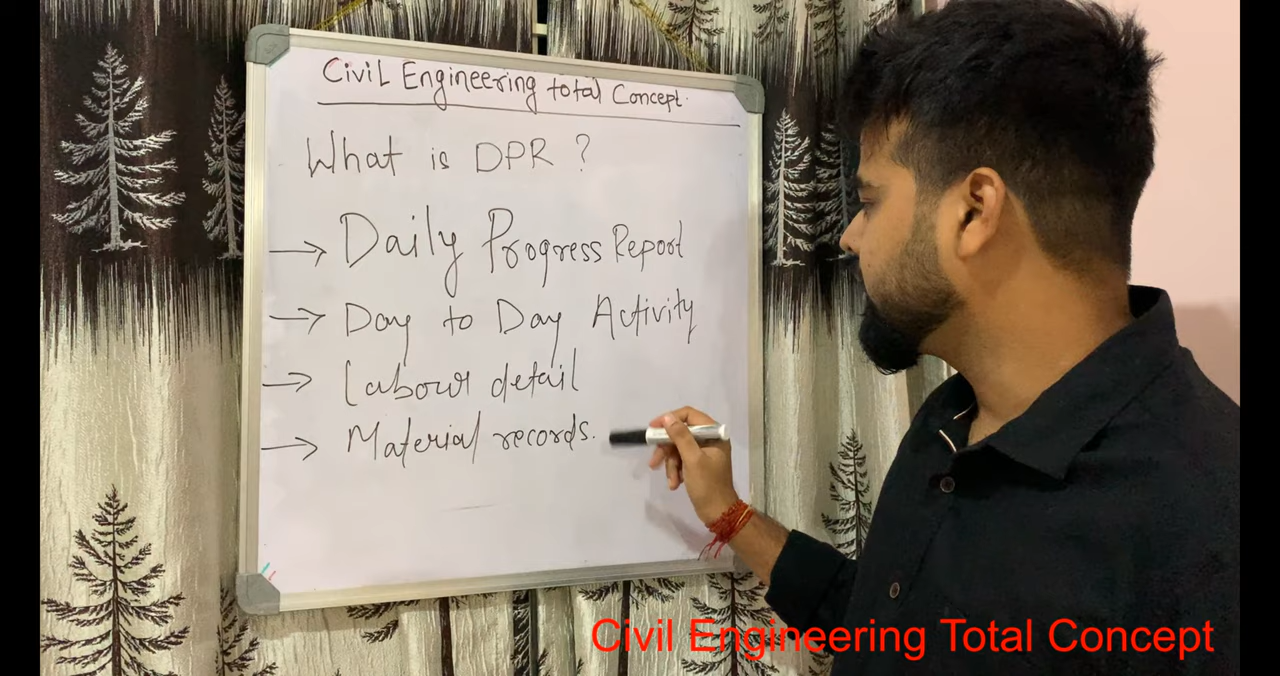 Civil Engineering total Concept.
What is DPR ?
→ Daily Progress Report
→ Day to Day Activity
→ Labour detail
→ Material records.
Civil Engineering Total Concept